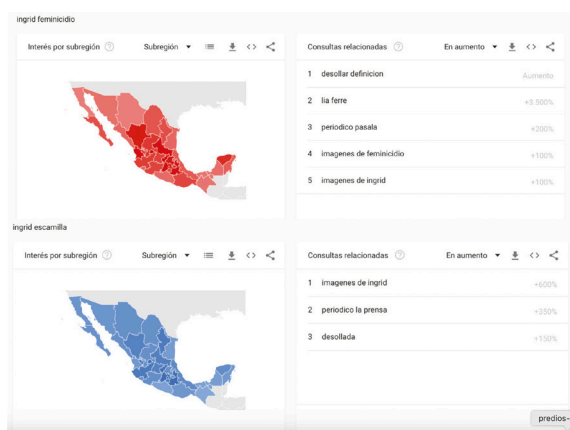 ingrid feminicidio
Interés por subregión
Subregión
Consultas relacionadas
En aumento
1 desollar definicion Aumento
2 lia ferre +3.500%
3 periodico pasala +200%
4 imagenes de feminicidio +100%
5 imagenes de ingrid +100%
ingrid escamilla
Interés por subregión
Subregión
Consultas relacionadas
En aumento
1 imagenes de ingrid +600%
2 periodico la prensa +350%
3 desollada +150%
predios-